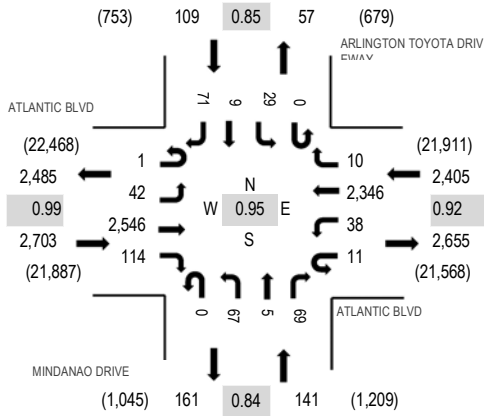 (753) 109 0.85 57 (679)
ARLINGTON TOYOTA DRIV
EWAY
71 9 29 0
ATLANTIC BLVD
(22,468)
2,485
0.99
2,703
(21,887)
1
42
2,546
114
N
W 0.95 E
S
10
2,346
38
11
(21,911)
2,405
0.92
2,655
(21,568)
0 67 5 69
ATLANTIC BLVD
MINDANAO DRIVE
(1,045) 161 0.84 141 (1,209)